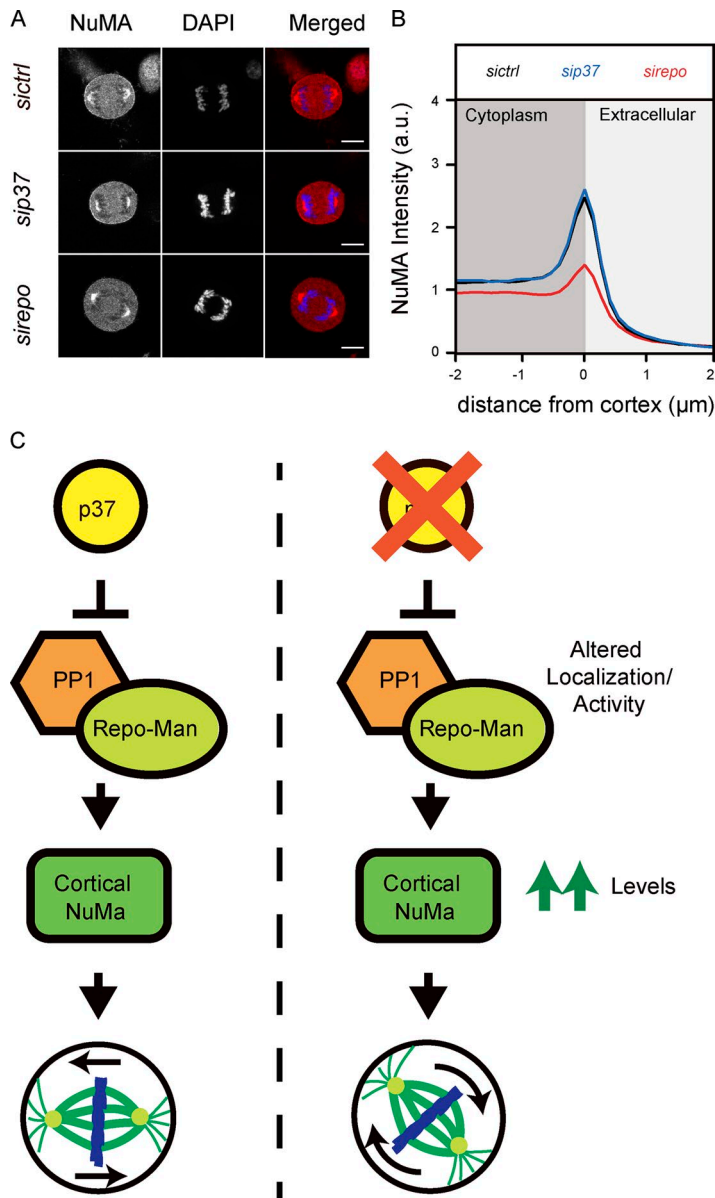 A
NuMA
DAPI
Merged
sictrl
sip37
sirepo
B
sictrl
sip37
sirepo
Cytoplasm
Extracellular
NuMA Intensity (a.u.)
4
3
2
1
0
-2
-1
0
1
2
distance from cortex (μm)
C
p37
PP1
Repo-Man
Cortical
NuMa
PP1
Repo-Man
Altered
Localization/
Activity
Cortical
NuMa
Levels